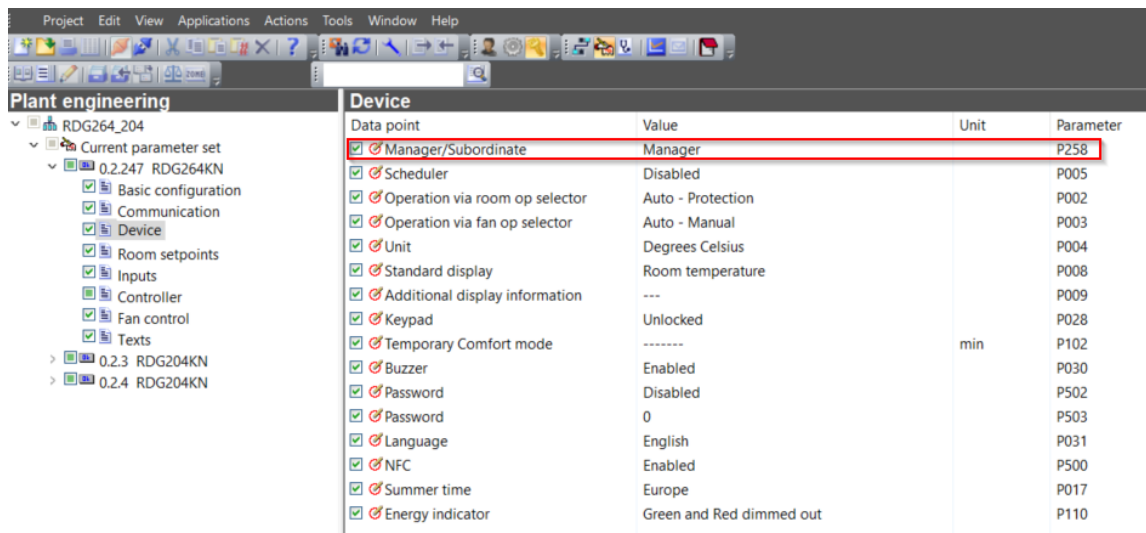 Project Edit View Applications Actions Tools Window Help
Plant engineering
RDG264_204
Current parameter set
0.2.247 RDG264KN
Basic configuration
Communication
Device
Room setpoints
Inputs
Controller
Fan control
Texts
0.2.3 RDG204KN
0.2.4 RDG204KN
Device
Data point Value Unit Parameter
Manager/Subordinate Manager P258
Scheduler Disabled P005
Operation via room op selector Auto - Protection P002
Operation via fan op selector Auto - Manual P003
Unit Degrees Celsius P004
Standard display Room temperature P008
Additional display information --- P009
Keypad Unlocked P028
Temporary Comfort mode ------- min P102
Buzzer Enabled P030
Password Disabled P502
Password 0 P503
Language English P031
NFC Enabled P500
Summer time Europe P017
Energy indicator Green and Red dimmed out P110